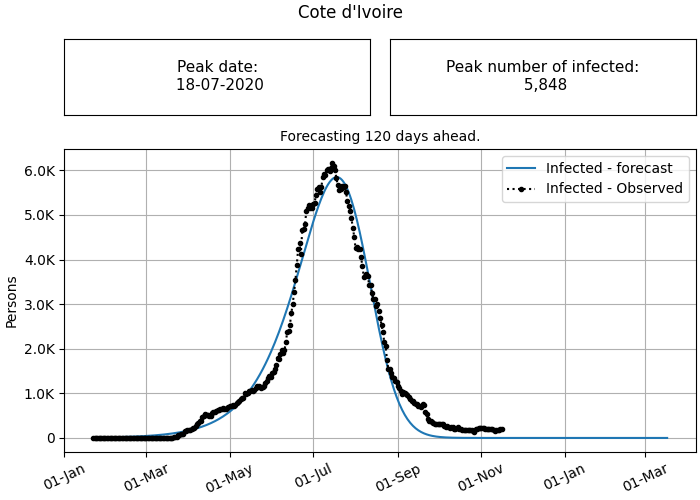 Cote d'Ivoire
Peak date:
18-07-2020
Peak number of infected:
5,848
Forecasting 120 days ahead.
Infected - forecast
Infected - Observed
6.0K
5.0K
4.0K
3.0K
2.0K
1.0K
0
Persons
01-Jan
01-Mar
01-May
01-Jul
01-Sep
01-Nov
01-Jan
01-Mar